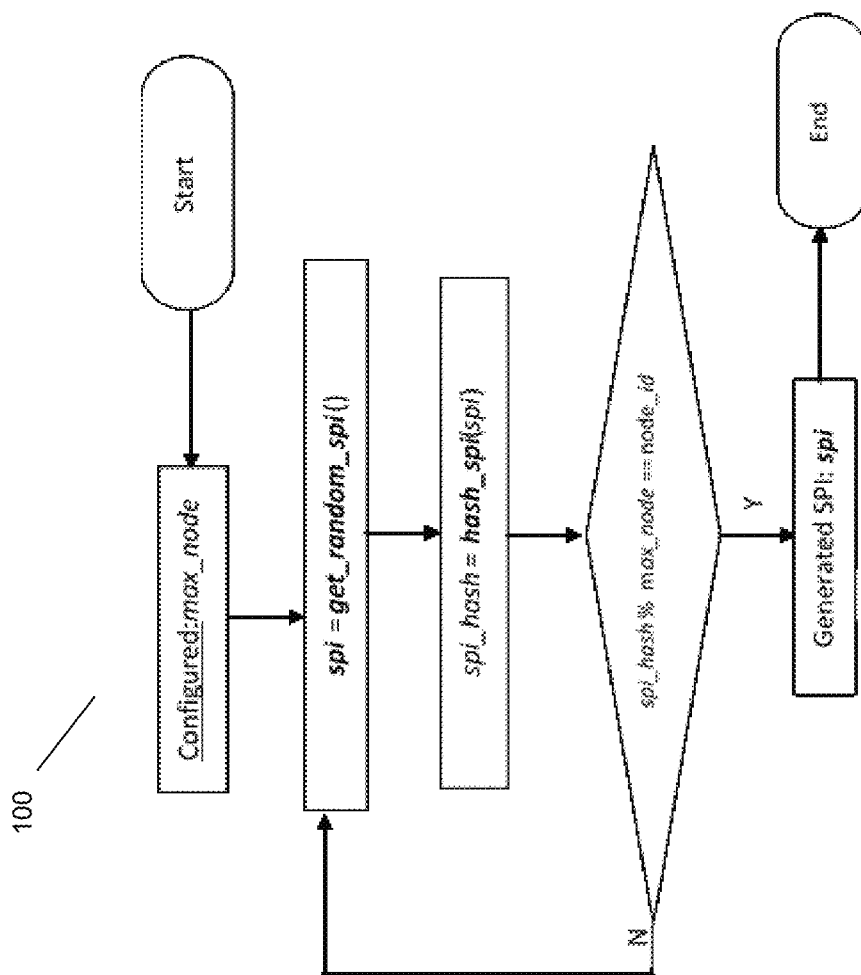 100
Start
Configured:max_node
spi = get_random_spi()
spi_hash = hash_spi(spi)
spi_hash % max_node == node_id
N
Y
Generated SPI: spi
End